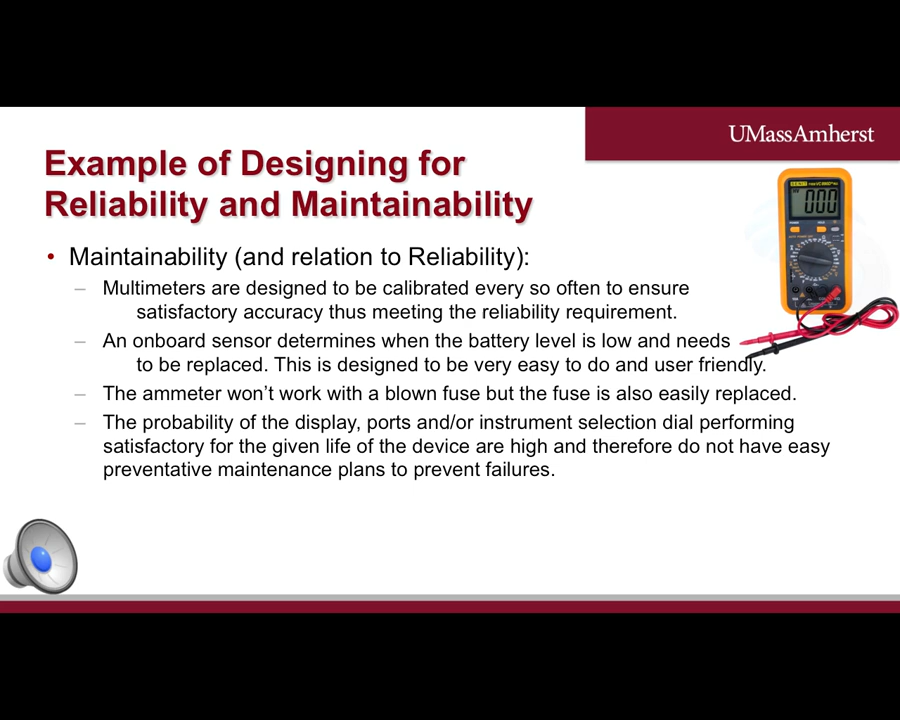 UMassAmherst
Example of Designing for
Reliability and Maintainability
• Maintainability (and relation to Reliability):
– Multimeters are designed to be calibrated every so often to ensure
satisfactory accuracy thus meeting the reliability requirement.
– An onboard sensor determines when the battery level is low and needs
to be replaced. This is designed to be very easy to do and user friendly.
– The ammeter won’t work with a blown fuse but the fuse is also easily replaced.
– The probability of the display, ports and/or instrument selection dial performing
satisfactory for the given life of the device are high and therefore do not have easy
preventative maintenance plans to prevent failures.
000